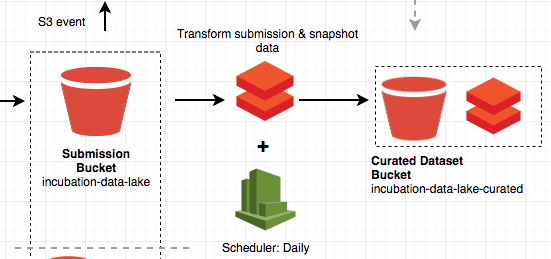 S3 event
Transform submission & snapshot
data
+
Submission
Bucket
incubation-data-lake
Curated Dataset
Bucket
incubation-data-lake-curated
Scheduler: Daily